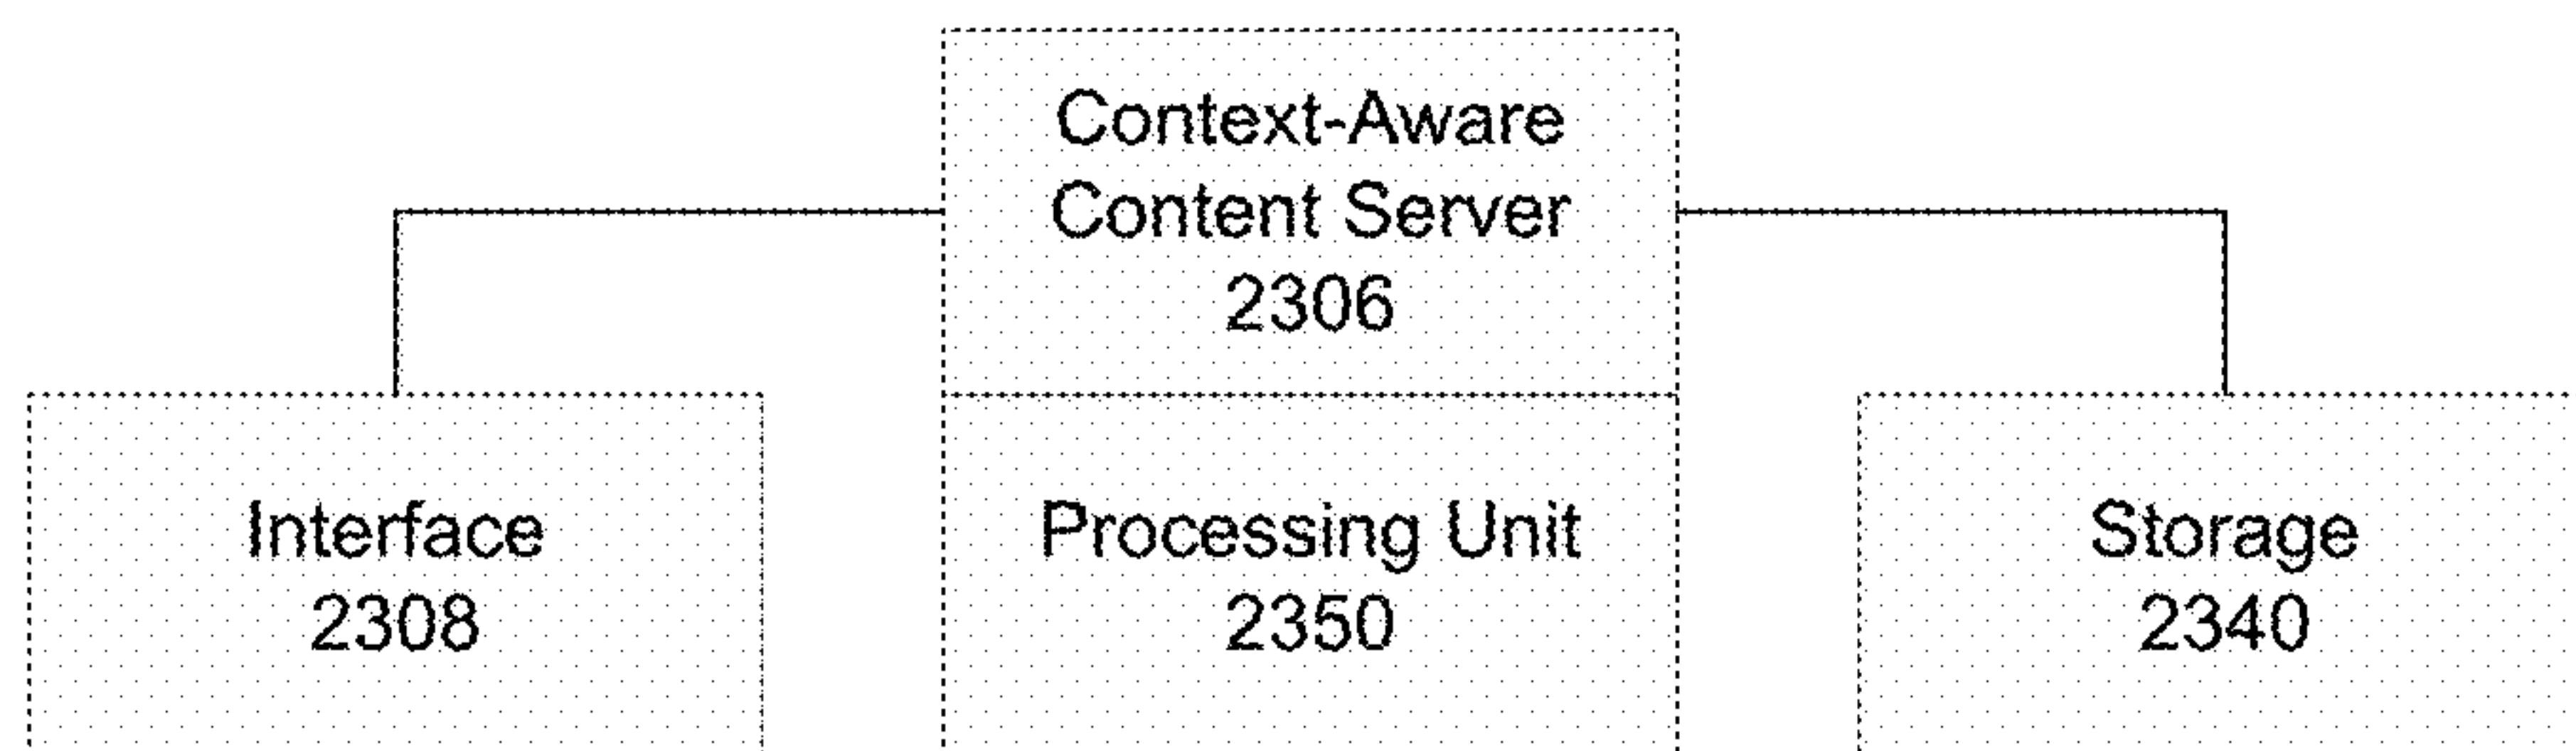 Context-Aware
Content Server
2306
Interface
2308
Processing Unit
2350
Storage
2340